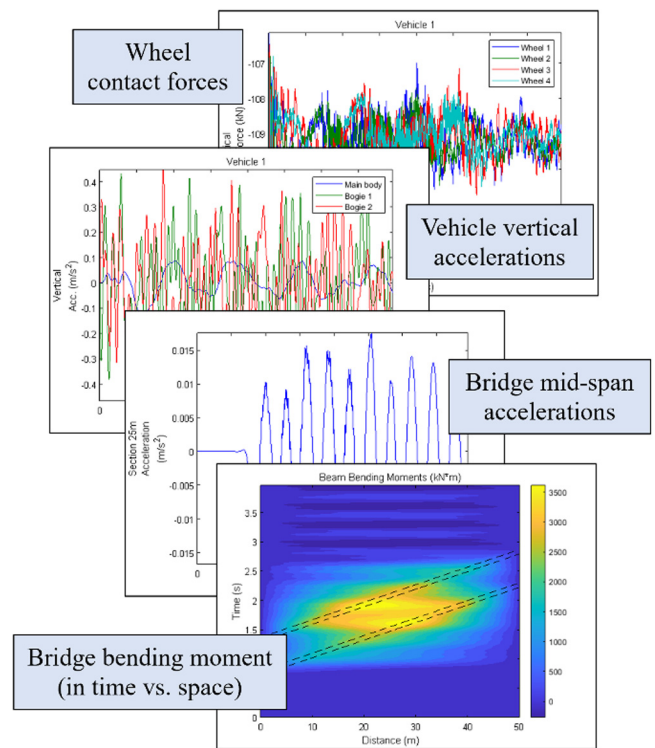 Wheel
contact forces
Vehicle 1
-107
-108
-109
Wheel 1
Wheel 2
Wheel 3
Wheel 4
Vehicle 1
Vertical
Acc. (m/s²)
0.4
0.3
0.2
0.1
0
-0.1
-0.2
-0.3
-0.4
0
Main body
Bogie 1
Bogie 2
Vehicle vertical
accelerations
Section 25m
Acceleration
(m/s²)
0.015
0.01
0.005
0
-0.005
-0.01
-0.015
0
Bridge mid-span
accelerations
Beam Bending Moments (kN*m)
Time (s)
3.5
3
2.5
2
1.5
1
0.5
0
0
10
20
30
40
50
Distance (m)
3500
3000
2500
2000
1500
1000
500
0
Bridge bending moment
(in time vs. space)